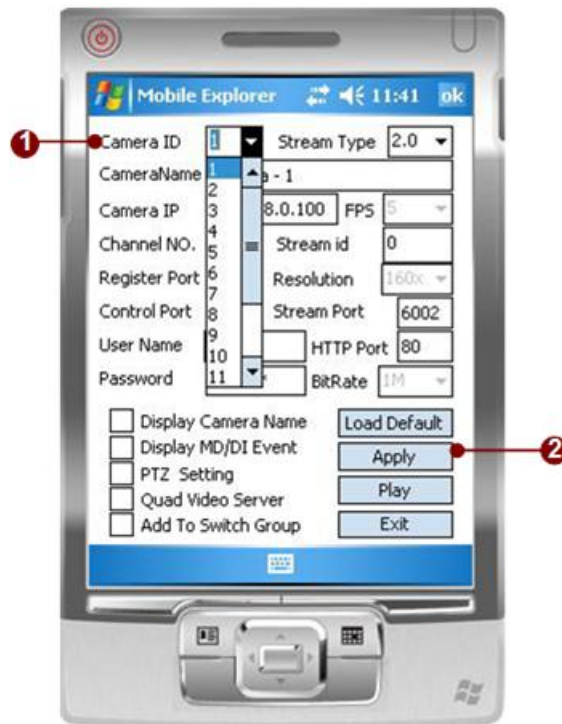 Mobile Explorer 11:41 ok
1
Camera ID 1 Stream Type 2.0
CameraName a - 1
Camera IP 8.0.100 FPS 5
Channel NO. Stream id 0
Register Port Resolution 160x.
Control Port Stream Port 6002
User Name HTTP Port 80
Password * BitRate 1M
1
2
3
4
5
6
7
8
9
10
11
Display Camera Name
Display MD/DI Event
PTZ Setting
Quad Video Server
Add To Switch Group
Load Default
Apply
Play
Exit
2